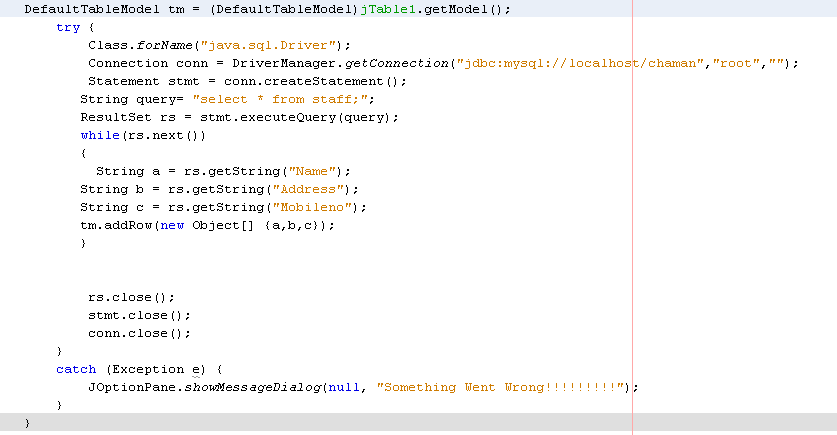 DefaultTableModel tm = (DefaultTableModel)jTable1.getModel();
try {
Class.forName("java.sql.Driver");
Connection conn = DriverManager.getConnection("jdbc:mysql://localhost/chaman","root","");
Statement stmt = conn.createStatement();
String query= "select * from staff;";
ResultSet rs = stmt.executeQuery(query);
while(rs.next())
{
String a = rs.getString("Name");
String b = rs.getString("Address");
String c = rs.getString("Mobileno");
tm.addRow(new Object[] {a,b,c});
}
rs.close();
stmt.close();
conn.close();
}
catch (Exception e) {
JOptionPane.showMessageDialog(null, "Something Went Wrong!!!!!!!!!");
}
}